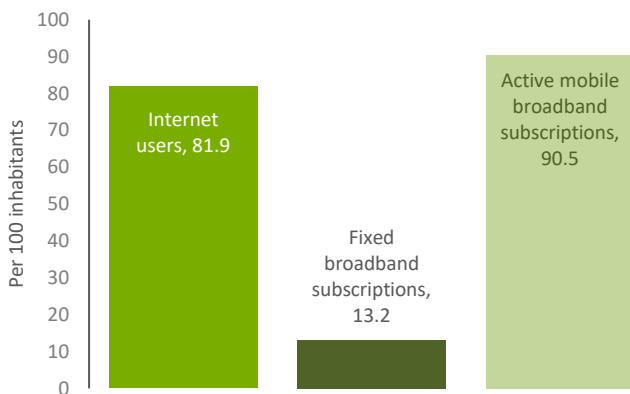 100
90
80
70
60
50
40
30
20
10
0
Per 100 inhabitants
Internet
users, 81.9
Fixed
broadband
subscriptions,
13.2
Active mobile
broadband
subscriptions,
90.5